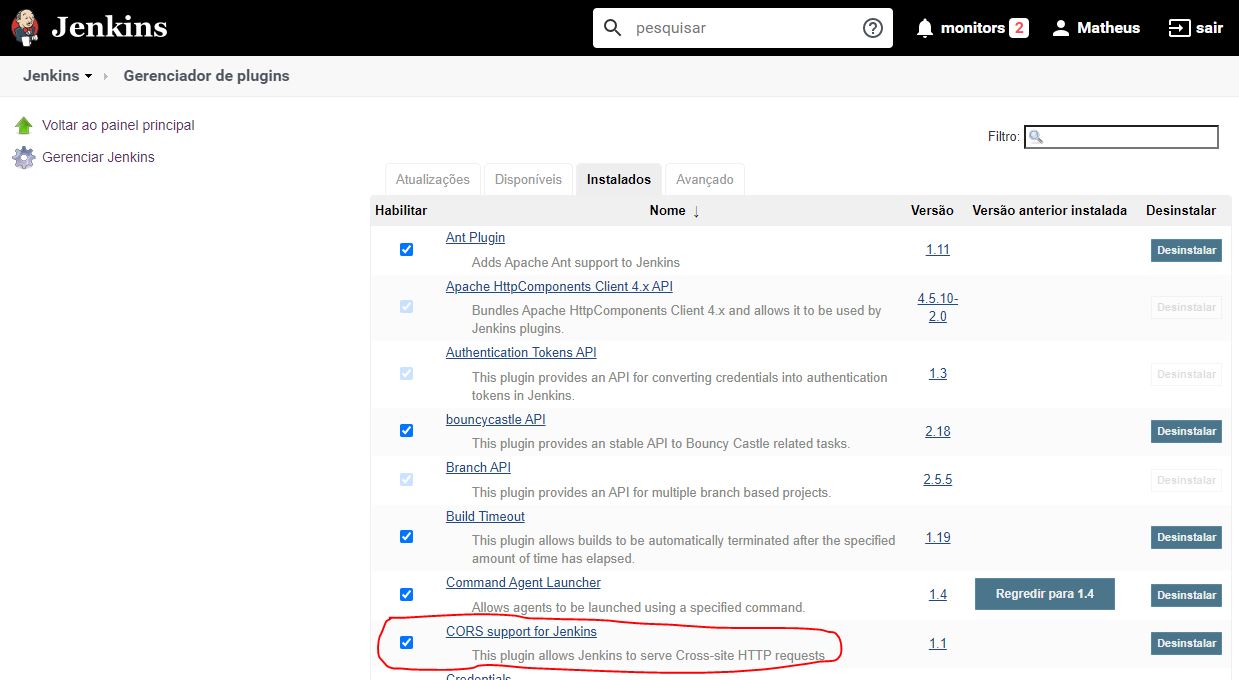 Jenkins
pesquisar
monitors 2
Matheus
sair
Jenkins
Gerenciador de plugins
Voltar ao painel principal
Gerenciar Jenkins
Filtro:
Atualizações
Disponíveis
Instalados
Avançado
Habilitar
Nome ↓
Versão
Versão anterior instalada
Desinstalar
Ant Plugin
Adds Apache Ant support to Jenkins
1.11
Desinstalar
Apache HttpComponents Client 4.x API
Bundles Apache HttpComponents Client 4.x and allows it to be used by
Jenkins plugins.
4.5.10-
2.0
Desinstalar
Authentication Tokens API
This plugin provides an API for converting credentials into authentication
tokens in Jenkins.
1.3
Desinstalar
bouncycastle API
This plugin provides an stable API to Bouncy Castle related tasks.
2.18
Desinstalar
Branch API
This plugin provides an API for multiple branch based projects.
2.5.5
Desinstalar
Build Timeout
This plugin allows builds to be automatically terminated after the specified
amount of time has elapsed.
1.19
Desinstalar
Command Agent Launcher
Allows agents to be launched using a specified command.
1.4
Regredir para 1.4
Desinstalar
CORS support for Jenkins
This plugin allows Jenkins to serve Cross-site HTTP requests
1.1
Desinstalar
Credentials